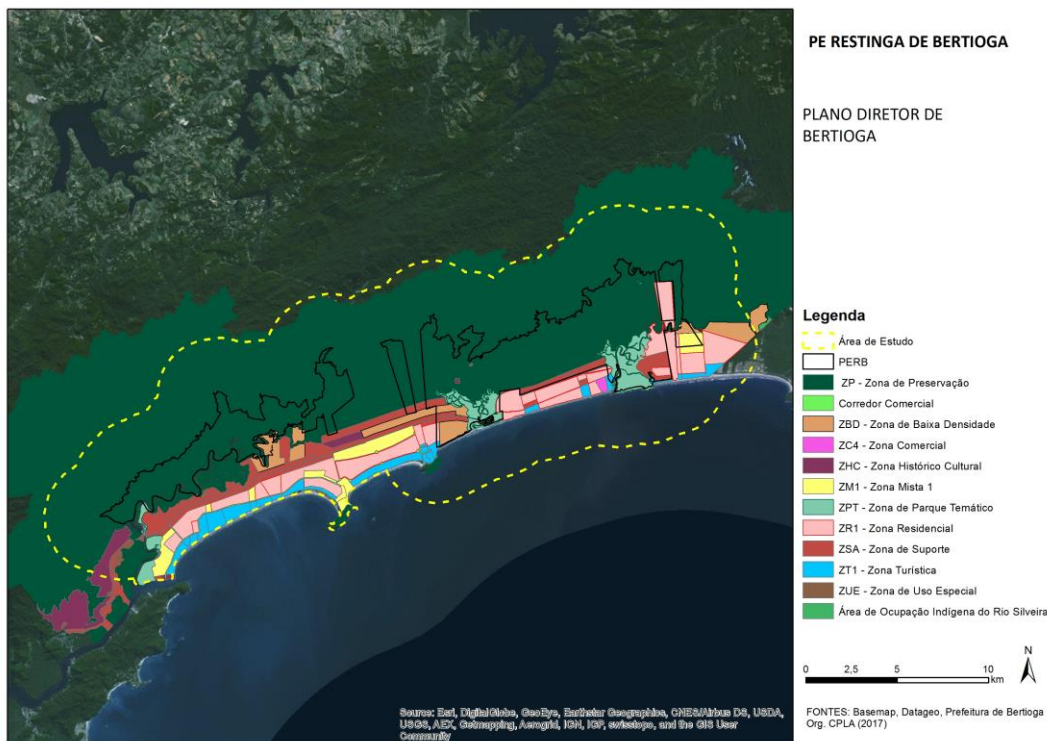 PE RESTINGA DE BERTIOGA
PLANO DIRETOR DE
BERTIOGA
Legenda
Área de Estudo
PERB
ZP - Zona de Preservação
Corredor Comercial
ZBD - Zona de Baixa Densidade
ZC4 - Zona Comercial
ZHC - Zona Histórico Cultural
ZM1 - Zona Mista 1
ZPT - Zona de Parque Temático
ZR1 - Zona Residencial
ZSA - Zona de Suporte
ZT1 - Zona Turística
ZUE - Zona de Uso Especial
Área de Ocupação Indígena do Rio Silveira
N
0 2,5 5 10
km
FONTES: Basemap, Datageo, Prefeitura de Bertioga
Org. CPLA (2017)
Source: Esri, DigitalGlobe, GeoEye, Earthstar Geographics, CNES/Airbus DS, USDA,
USGS, AEX, Getmapping, Aerogrid, IGN, IGP, swisstopo, and the GIS User
Community